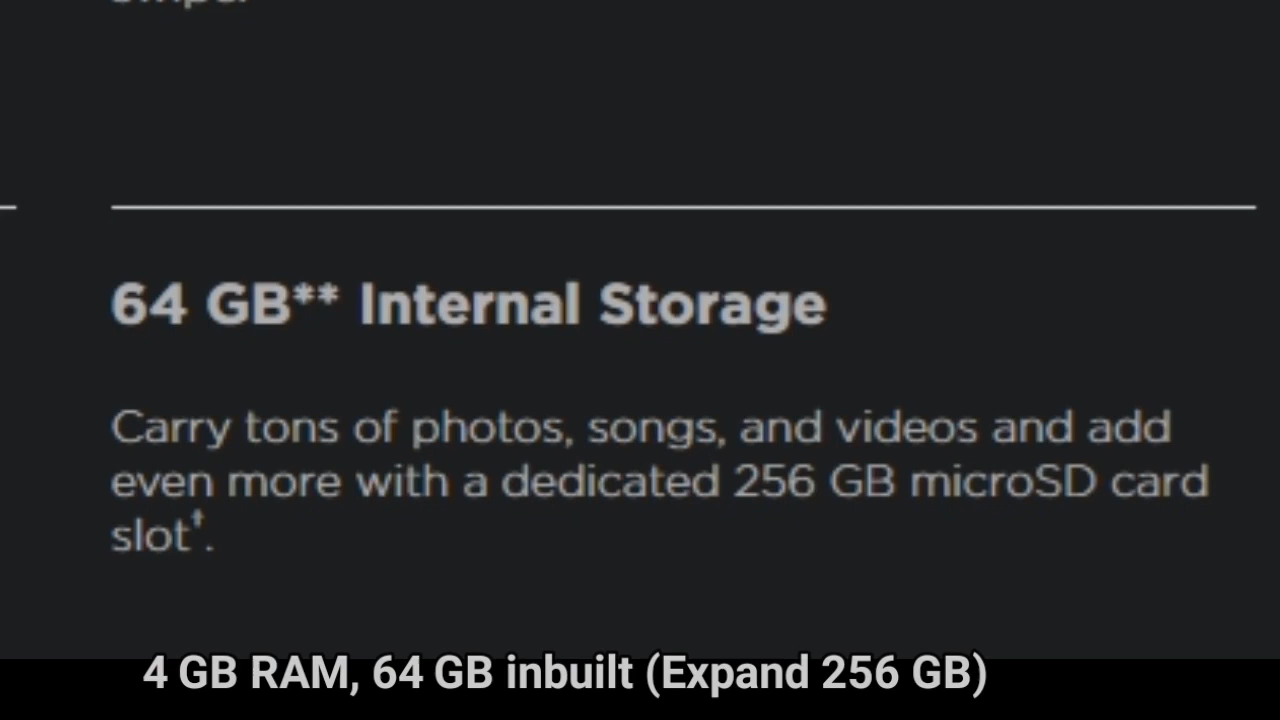 64 GB** Internal Storage
Carry tons of photos, songs, and videos and add
even more with a dedicated 256 GB microSD card
slot†.
4 GB RAM, 64 GB inbuilt (Expand 256 GB)